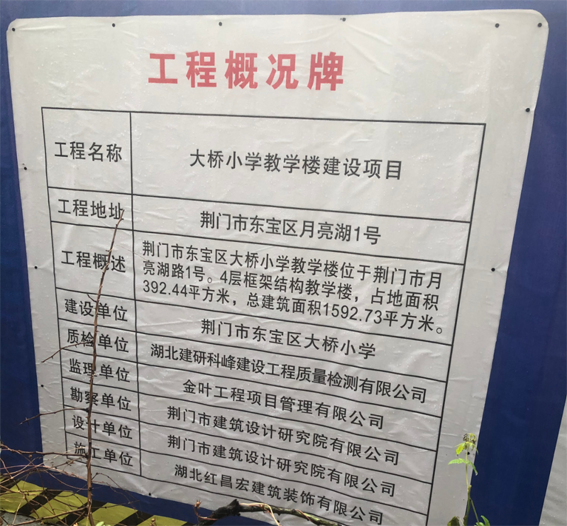 工程概况牌
工程名称 大桥小学教学楼建设项目
工程地址 荆门市东宝区月亮湖1号
工程概述 荆门市东宝区大桥小学教学楼位于荆门市月
亮湖路1号。4层框架结构教学楼，占地面积
392.44平方米，总建筑面积1592.73平方米。
建设单位 荆门市东宝区大桥小学
质检单位 湖北建研科峰建设工程质量检测有限公司
监理单位 金叶工程项目管理有限公司
勘察单位 荆门市建筑设计研究院有限公司
设计单位 荆门市建筑设计研究院有限公司
施工单位 湖北红昌宏建筑装饰有限公司